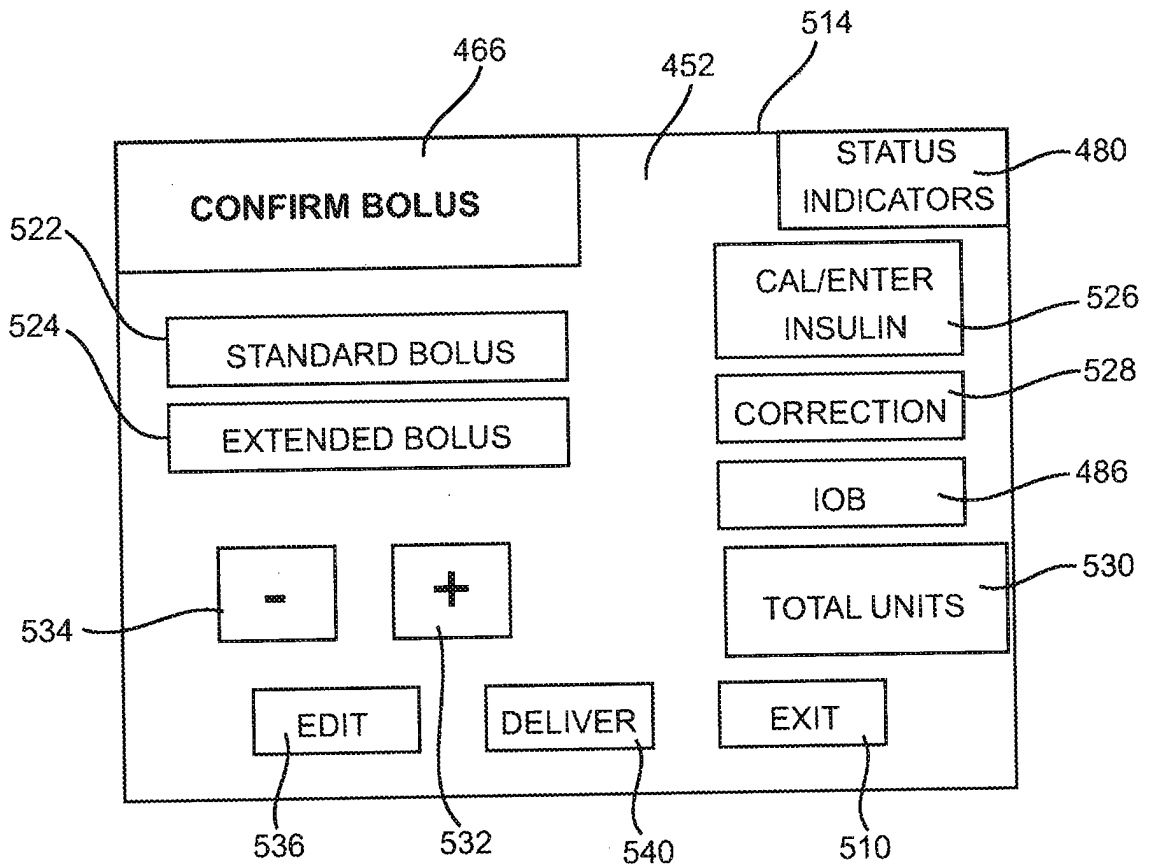 514
466
452
STATUS
INDICATORS
480
CONFIRM BOLUS
522
CAL/ENTER
INSULIN
526
524
STANDARD BOLUS
528
CORRECTION
EXTENDED BOLUS
486
IOB
-
+
530
TOTAL UNITS
534
EDIT
DELIVER
EXIT
536
532
540
510